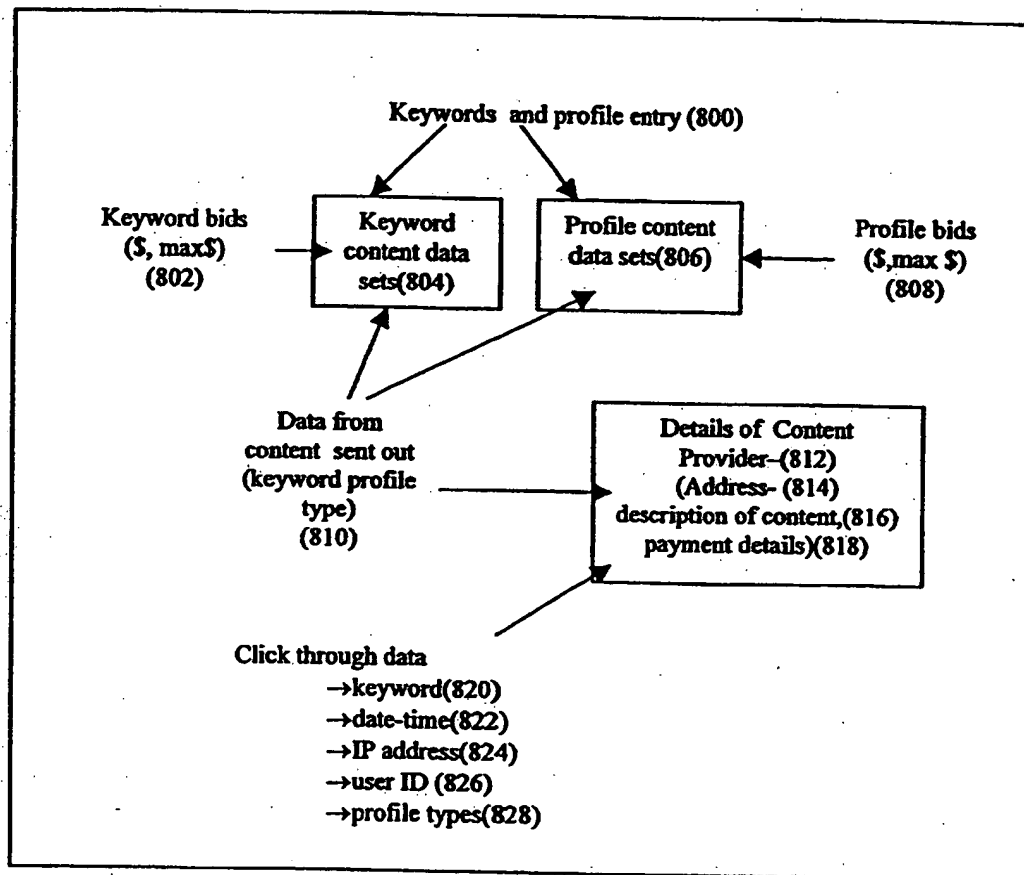 Keywords and profile entry (800)
Keyword bids
($, max$)
(802)
Keyword
content data
sets(804)
Profile content
data sets(806)
Profile bids
($,max $)
(808)
Data from
content sent out
(keyword profile
type)
(810)
Details of Content
Provider-(812)
(Address- (814)
description of content,(816)
payment details)(818)
Click through data
→keyword(820)
→date-time(822)
→IP address(824)
→user ID (826)
→profile types(828)